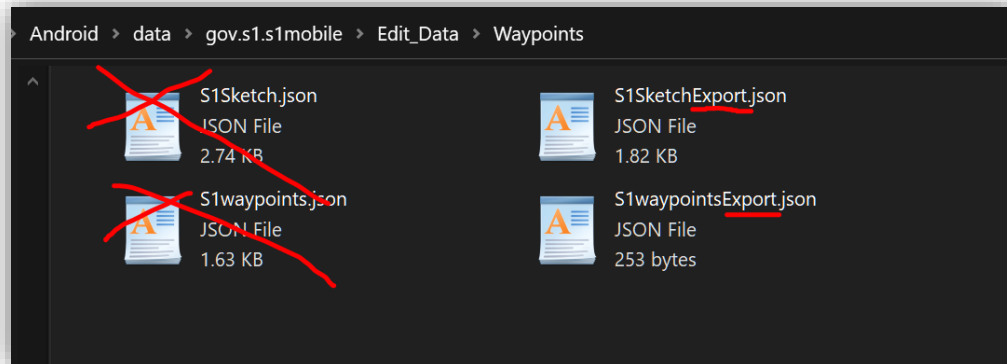 Android > data > gov.s1.s1mobile > Edit_Data > Waypoints
S1Sketch.json
JSON File
2.74 KB
S1SketchExport.json
JSON File
1.82 KB
S1waypoints.json
JSON File
1.63 KB
S1waypointsExport.json
JSON File
253 bytes